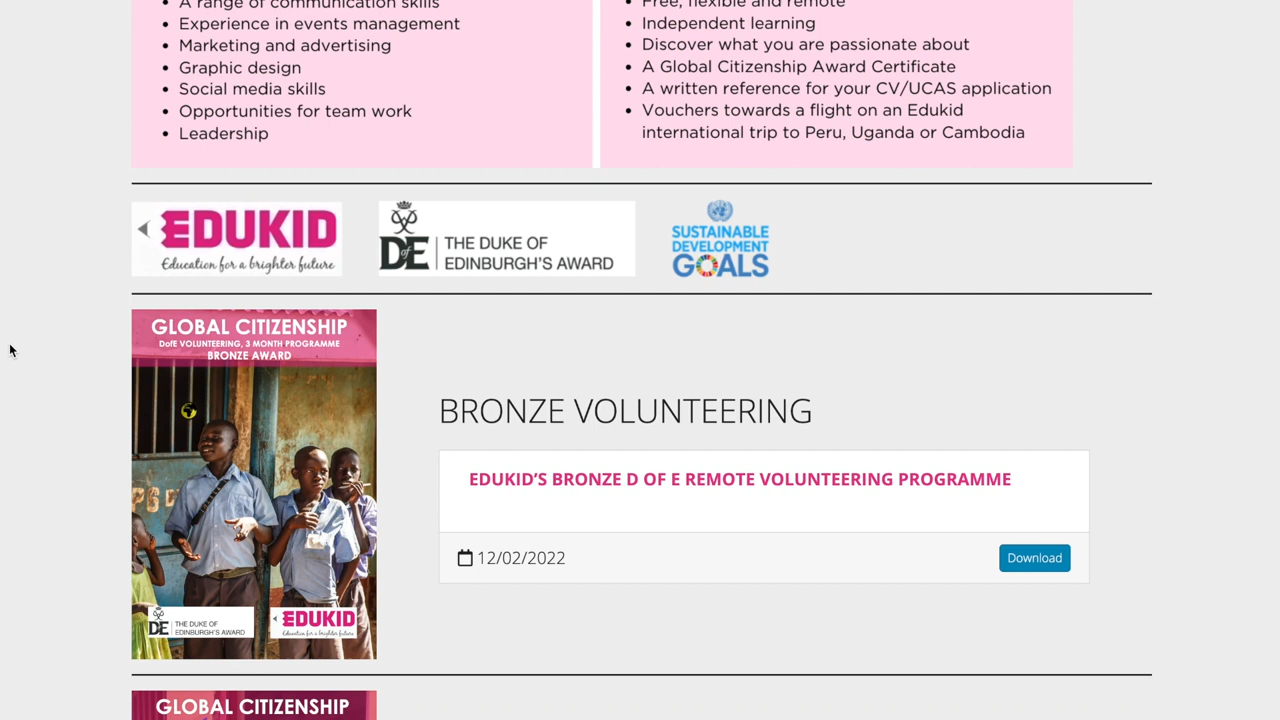 A range of communication skills
Experience in events management
Marketing and advertising
Graphic design
Social media skills
Opportunities for team work
Leadership
Free, flexible and remote
Independent learning
Discover what you are passionate about
A Global Citizenship Award Certificate
A written reference for your CV/UCAS application
Vouchers towards a flight on an Edukid
international trip to Peru, Uganda or Cambodia
EDUKID
Education for a brighter future
DofE
THE DUKE OF
EDINBURGH'S AWARD
SUSTAINABLE
DEVELOPMENT
GOALS
GLOBAL CITIZENSHIP
DofE VOLUNTEERING, 3 MONTH PROGRAMME
BRONZE AWARD
DofE
THE DUKE OF
EDINBURGH'S AWARD
EDUKID
Education for a brighter future
BRONZE VOLUNTEERING
EDUKID'S BRONZE D OF E REMOTE VOLUNTEERING PROGRAMME
12/02/2022
Download
GLOBAL CITIZENSHIP